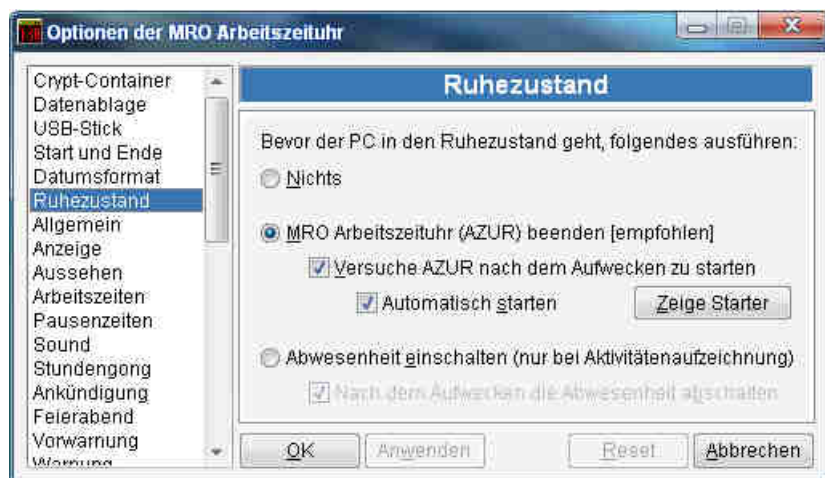 Optionen der MRO Arbeitszeituhr
Crypt-Container
Datenablage
USB-Stick
Start und Ende
Datumsformat
Ruhezustand
Allgemein
Anzeige
Aussehen
Arbeitszeiten
Pausenzeiten
Sound
Stundengong
Ankündigung
Feierabend
Vorwarnung
Warnung
Ruhezustand
Bevor der PC in den Ruhezustand geht, folgendes ausführen:
Nichts
MRO Arbeitszeituhr (AZUR) beenden [empfohlen]
Versuche AZUR nach dem Aufwecken zu starten
Automatisch starten
Zeige Starter
Abwesenheit einschalten (nur bei Aktivitätenaufzeichnung)
Nach dem Aufwecken die Abwesenheit abschalten
OK
Anwenden
Reset
Abbrechen